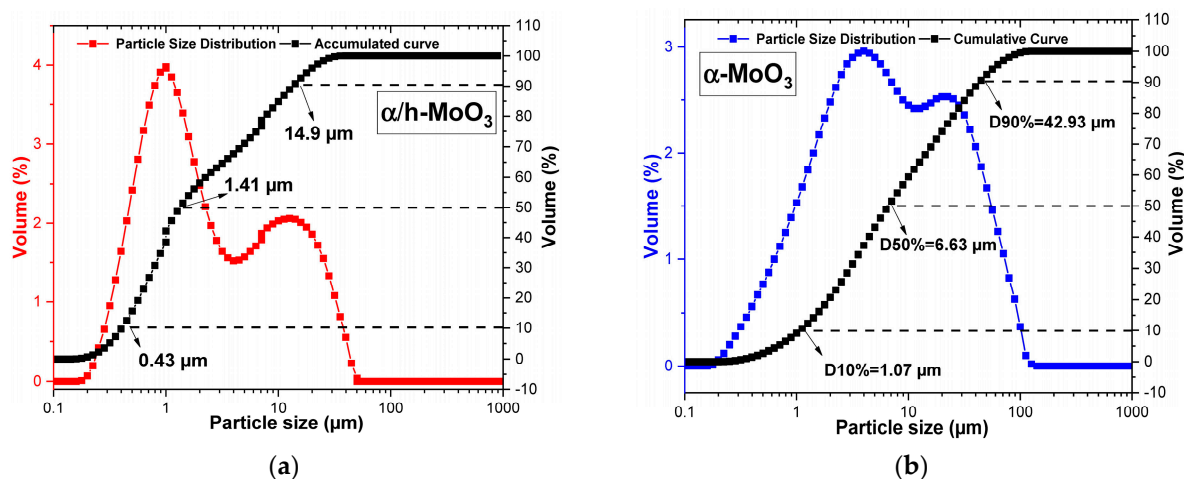 Particle Size Distribution Accumulated curve
α/h-MoO3
14.9 µm
1.41 µm
0.43 µm
Volume (%)
0
1
2
3
4
Volume (%)
-10
0
10
20
30
40
50
60
70
80
90
100
110
0.1 1 10 100 1000
Particle size (µm)
(a)
Particle Size Distribution Cumulative Curve
α-MoO3
D90%=42.93 µm
D50%=6.63 µm
D10%=1.07 µm
Volume (%)
0
1
2
3
Volume (%)
-10
0
10
20
30
40
50
60
70
80
90
100
110
0.1 1 10 100 1000
Particle size (µm)
(b)